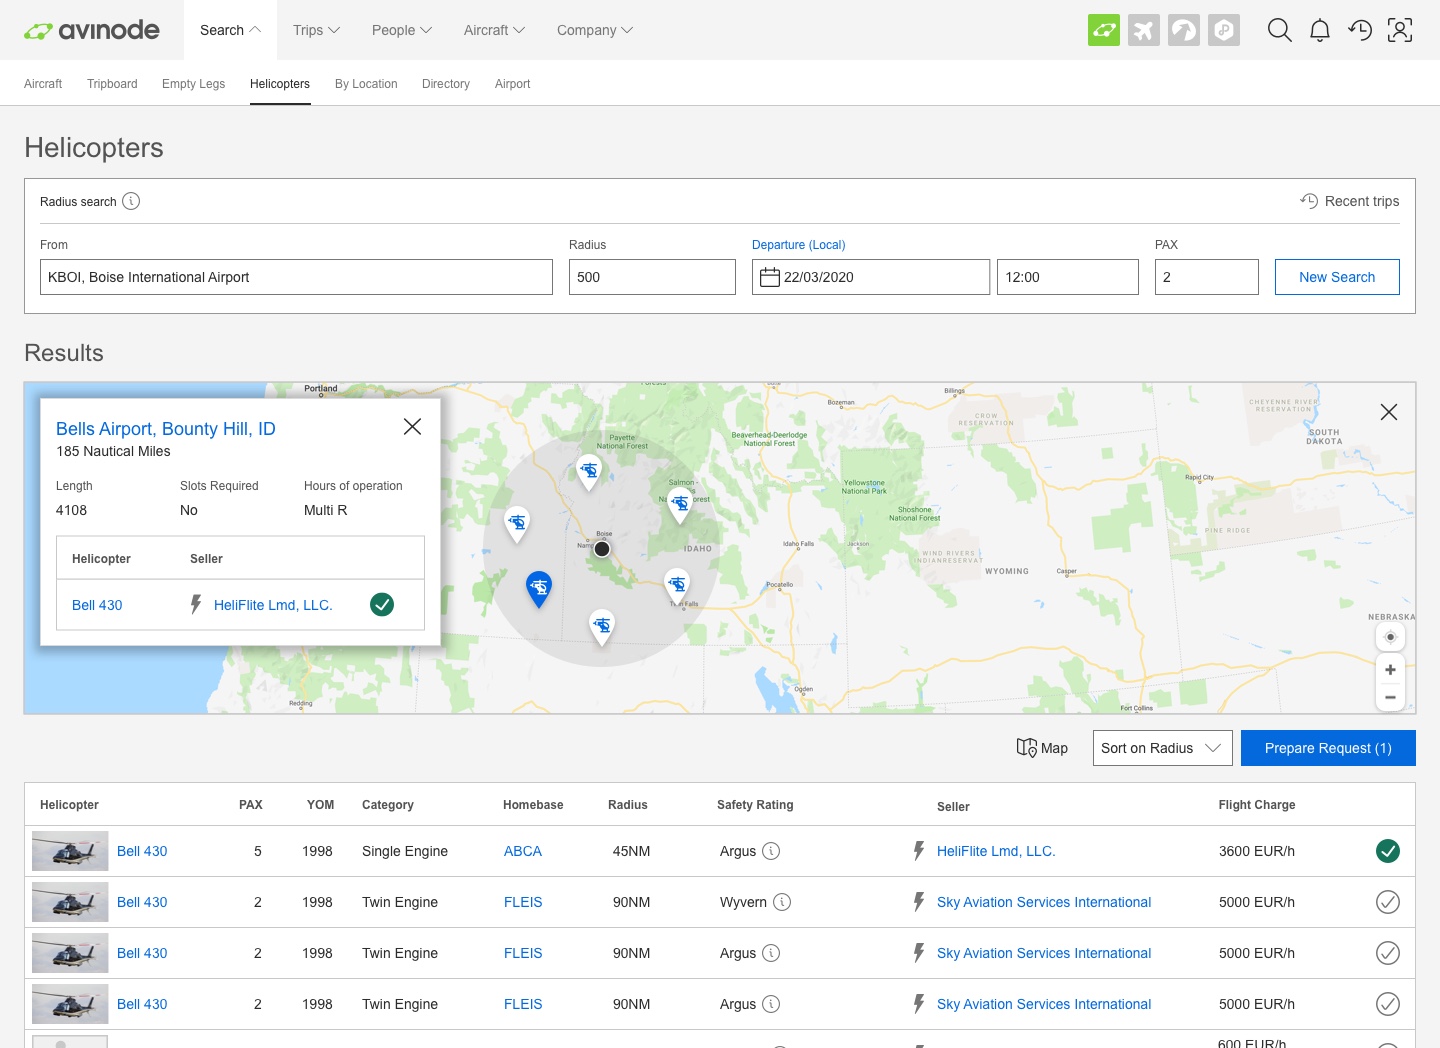 avinode
Search
Trips
People
Aircraft
Company
Aircraft
Tripboard
Empty Legs
Helicopters
By Location
Directory
Airport
Helicopters
Radius search
Recent trips
From
Radius
Departure (Local)
PAX
KBOI, Boise International Airport
500
22/03/2020
12:00
2
New Search
Results
Bells Airport, Bounty Hill, ID
185 Nautical Miles
Length
Slots Required
Hours of operation
4108
No
Multi R
Helicopter
Seller
Bell 430
HeliFlite Lmd, LLC.
Portland
Forests
Payette
National Forest
Salmon -
Boise
IDAHO
Twin Falls
Beaverhead-Deerlodge
National Forest
Bozeman
Billings
CROW
RESERVATION
CHEYENNE RIVER
RESERVATION
SOUTH
DAKOTA
Rapid City
Yellowstone
National Park
Shoshone
National Forest
PINE RIDGE
Idaho Falls
Jackson
WIND RIVERS
INDIANRESERVAT
WYOMING
Casper
Pocatello
NEBRASKA
Ogden
Redding
Fort Collins
Map
Sort on Radius
Prepare Request (1)
Helicopter PAX YOM Category Homebase Radius Safety Rating Seller Flight Charge
Bell 430 5 1998 Single Engine ABCA 45NM Argus HeliFlite Lmd, LLC. 3600 EUR/h
Bell 430 2 1998 Twin Engine FLEIS 90NM Wyvern Sky Aviation Services International 5000 EUR/h
Bell 430 2 1998 Twin Engine FLEIS 90NM Argus Sky Aviation Services International 5000 EUR/h
Bell 430 2 1998 Twin Engine FLEIS 90NM Argus Sky Aviation Services International 5000 EUR/h
600 EUR/h